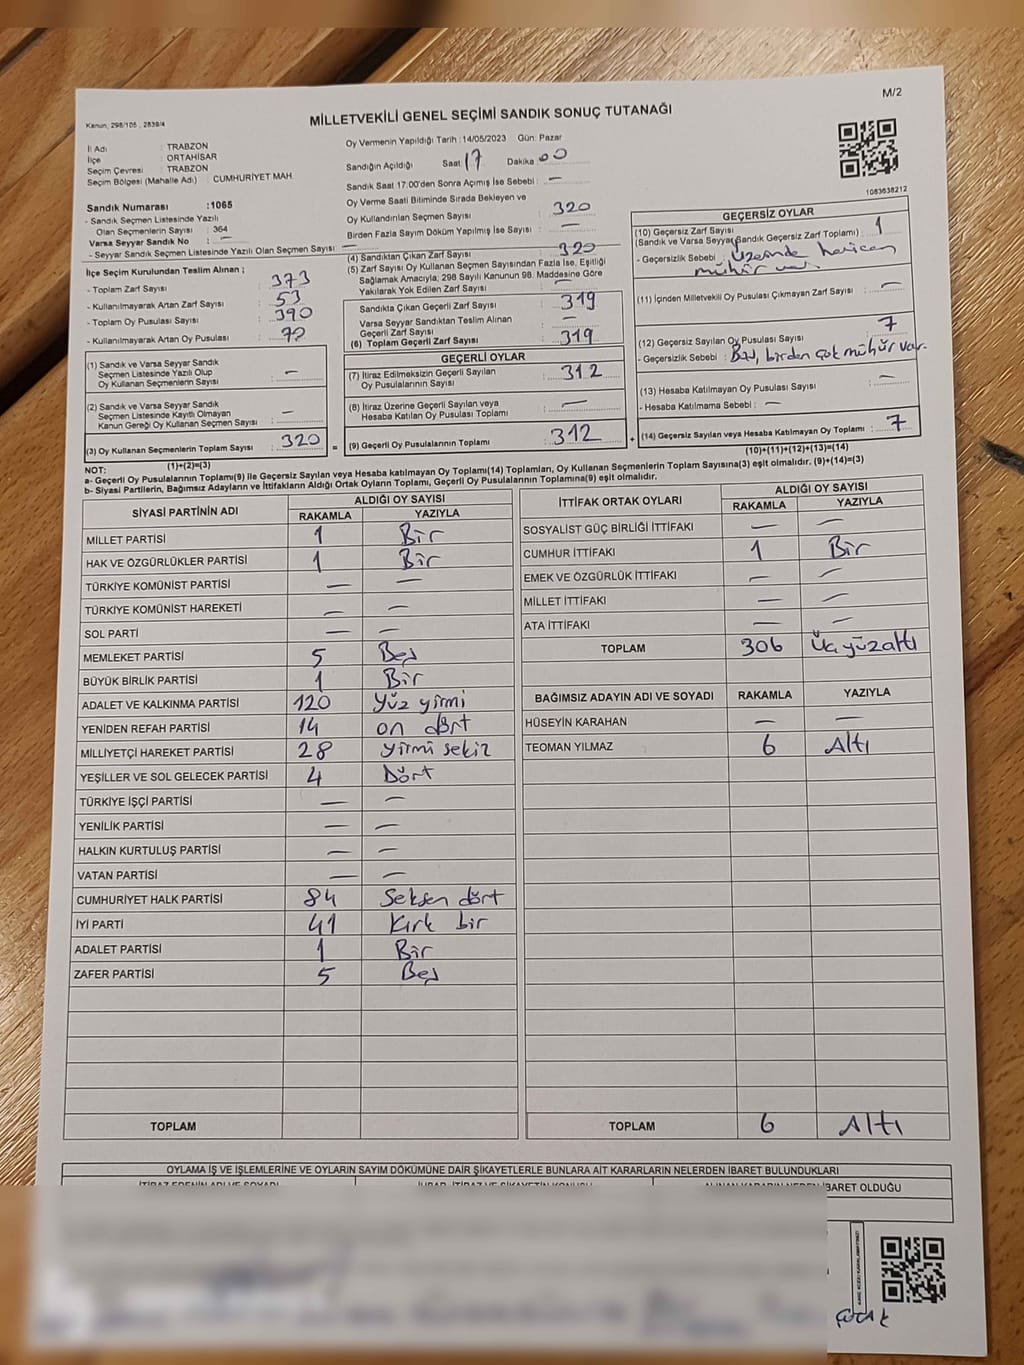 M/2
MİLLETVEKİLİ GENEL SEÇİMİ SANDIK SONUÇ TUTANAĞI
Kanun, 298/105 , 2839/4
İl Adı : TRABZON
İlçe : ORTAHİSAR
Seçim Çevresi : TRABZON
Seçim Bölgesi (Mahalle Adı) : CUMHURİYET MAH.
Sandık Numarası :1065
- Sandık Seçmen Listesinde Yazılı
Olan Seçmenlerin Sayısı : 364
Varsa Seyyar Sandık No : —
- Seyyar Sandık Seçmen Listesinde Yazılı Olan Seçmen Sayısı : —
İlçe Seçim Kurulundan Teslim Alınan ;
- Toplam Zarf Sayısı : 373
- Kullanılmayarak Artan Zarf Sayısı : 53
- Toplam Oy Pusulası Sayısı : 390
- Kullanılmayarak Artan Oy Pusulası : 70
(1) Sandık ve Varsa Seyyar Sandık
Seçmen Listesinde Yazılı Olup
Oy Kullanan Seçmenlerin Sayısı : —
(2) Sandık ve Varsa Seyyar Sandık
Seçmen Listesinde Kayıtlı Olmayan
Kanun Gereği Oy Kullanan Seçmen Sayısı : —
(3) Oy Kullanan Seçmenlerin Toplam Sayısı : 320 =
(1)+(2)=(3)
Oy Vermenin Yapıldığı Tarih :14/05/2023 Gün: Pazar
Sandığın Açıldığı Saat :17 Dakika :00
Sandık Saat 17.00'den Sonra Açımış İse Sebebi : —
Oy Verme Saati Bitiminde Sırada Bekleyen ve
Oy Kullandırılan Seçmen Sayısı : 320
Birden Fazla Sayım Döküm Yapılmış İse Sayısı : —
(4) Sandıktan Çıkan Zarf Sayısı : 320
(5) Zarf Sayısı Oy Kullanan Seçmen Sayısından Fazla İse, Eşitliği
Sağlamak Amacıyla, 298 Sayılı Kanunun 98. Maddesine Göre
Yakılarak Yok Edilen Zarf Sayısı : —
Sandıkta Çıkan Geçerli Zarf Sayısı : 319
Varsa Seyyar Sandıktan Teslim Alınan
Geçerli Zarf Sayısı : —
(6) Toplam Geçerli Zarf Sayısı : 319
GEÇERLİ OYLAR
(7) İtiraz Edilmeksizin Geçerli Sayılan
Oy Pusulalarının Sayısı : 312
(8) İtiraz Üzerine Geçerli Sayılan veya
Hesaba Katılan Oy Pusulası Toplamı : —
(9) Geçerli Oy Pusulalarının Toplamı : 312 +
1083638212
GEÇERSİZ OYLAR
(10) Geçersiz Zarf Sayısı
(Sandık ve Varsa Seyyar Sandık Geçersiz Zarf Toplamı) : 1
- Geçersizlik Sebebi : Üzerinde haricen
mühür var.
(11) İçinden Milletvekili Oy Pusulası Çıkmayan Zarf Sayısı : —
(12) Geçersiz Sayılan Oy Pusulası Sayısı : 7
- Geçersizlik Sebebi : Boş, birden çok mühür var.
(13) Hesaba Katılmayan Oy Pusulası Sayısı : —
- Hesaba Katılmama Sebebi : —
(14) Geçersiz Sayılan veya Hesaba Katılmayan Oy Toplamı : 7
(10)+(11)+(12)+(13)=(14)
NOT:
a- Geçerli Oy Pusulalarının Toplamı(9) ile Geçersiz Sayılan veya Hesaba katılmayan Oy Toplamı(14) Toplamları, Oy Kullanan Seçmenlerin Toplam Sayısına(3) eşit olmalıdır. (9)+(14)=(3)
b- Siyasi Partilerin, Bağımsız Adayların ve İttifakların Aldığı Ortak Oyların Toplamı, Geçerli Oy Pusulalarının Toplamına(9) eşit olmalıdır.
SİYASİ PARTİNİN ADI ALDIĞI OY SAYISI
RAKAMLA YAZIYLA
MİLLET PARTİSİ 1 Bir
HAK VE ÖZGÜRLÜKLER PARTİSİ 1 Bir
TÜRKİYE KOMÜNİST PARTİSİ — —
TÜRKİYE KOMÜNİST HAREKETİ — —
SOL PARTİ — —
MEMLEKET PARTİSİ 5 Beş
BÜYÜK BİRLİK PARTİSİ 1 Bir
ADALET VE KALKINMA PARTİSİ 120 Yüz yirmi
YENİDEN REFAH PARTİSİ 14 on dört
MİLLİYETÇİ HAREKET PARTİSİ 28 yirmi sekiz
YEŞİLLER VE SOL GELECEK PARTİSİ 4 Dört
TÜRKİYE İŞÇİ PARTİSİ — —
YENİLİK PARTİSİ — —
HALKIN KURTULUŞ PARTİSİ — —
VATAN PARTİSİ — —
CUMHURİYET HALK PARTİSİ 84 Seksen dört
İYİ PARTİ 41 Kırk bir
ADALET PARTİSİ 1 Bir
ZAFER PARTİSİ 5 Beş
TOPLAM
İTTİFAK ORTAK OYLARI ALDIĞI OY SAYISI
RAKAMLA YAZIYLA
SOSYALİST GÜÇ BİRLİĞİ İTTİFAKI — —
CUMHUR İTTİFAKI 1 Bir
EMEK VE ÖZGÜRLÜK İTTİFAKI — —
MİLLET İTTİFAKI — —
ATA İTTİFAKI — —
TOPLAM 306 Üç yüz altı
BAĞIMSIZ ADAYIN ADI VE SOYADI RAKAMLA YAZIYLA
HÜSEYİN KARAHAN — —
TEOMAN YILMAZ 6 Altı
TOPLAM 6 Altı
OYLAMA İŞ VE İŞLEMLERİNE VE OYLARIN SAYIM DÖKÜMÜNE DAİR ŞİKAYETLERLE BUNLARA AİT KARARLARIN NELERDEN İBARET BULUNDUKLARI
İTİRAZ EDENİN ADI VE SOYADI
İBARET OLDUĞU